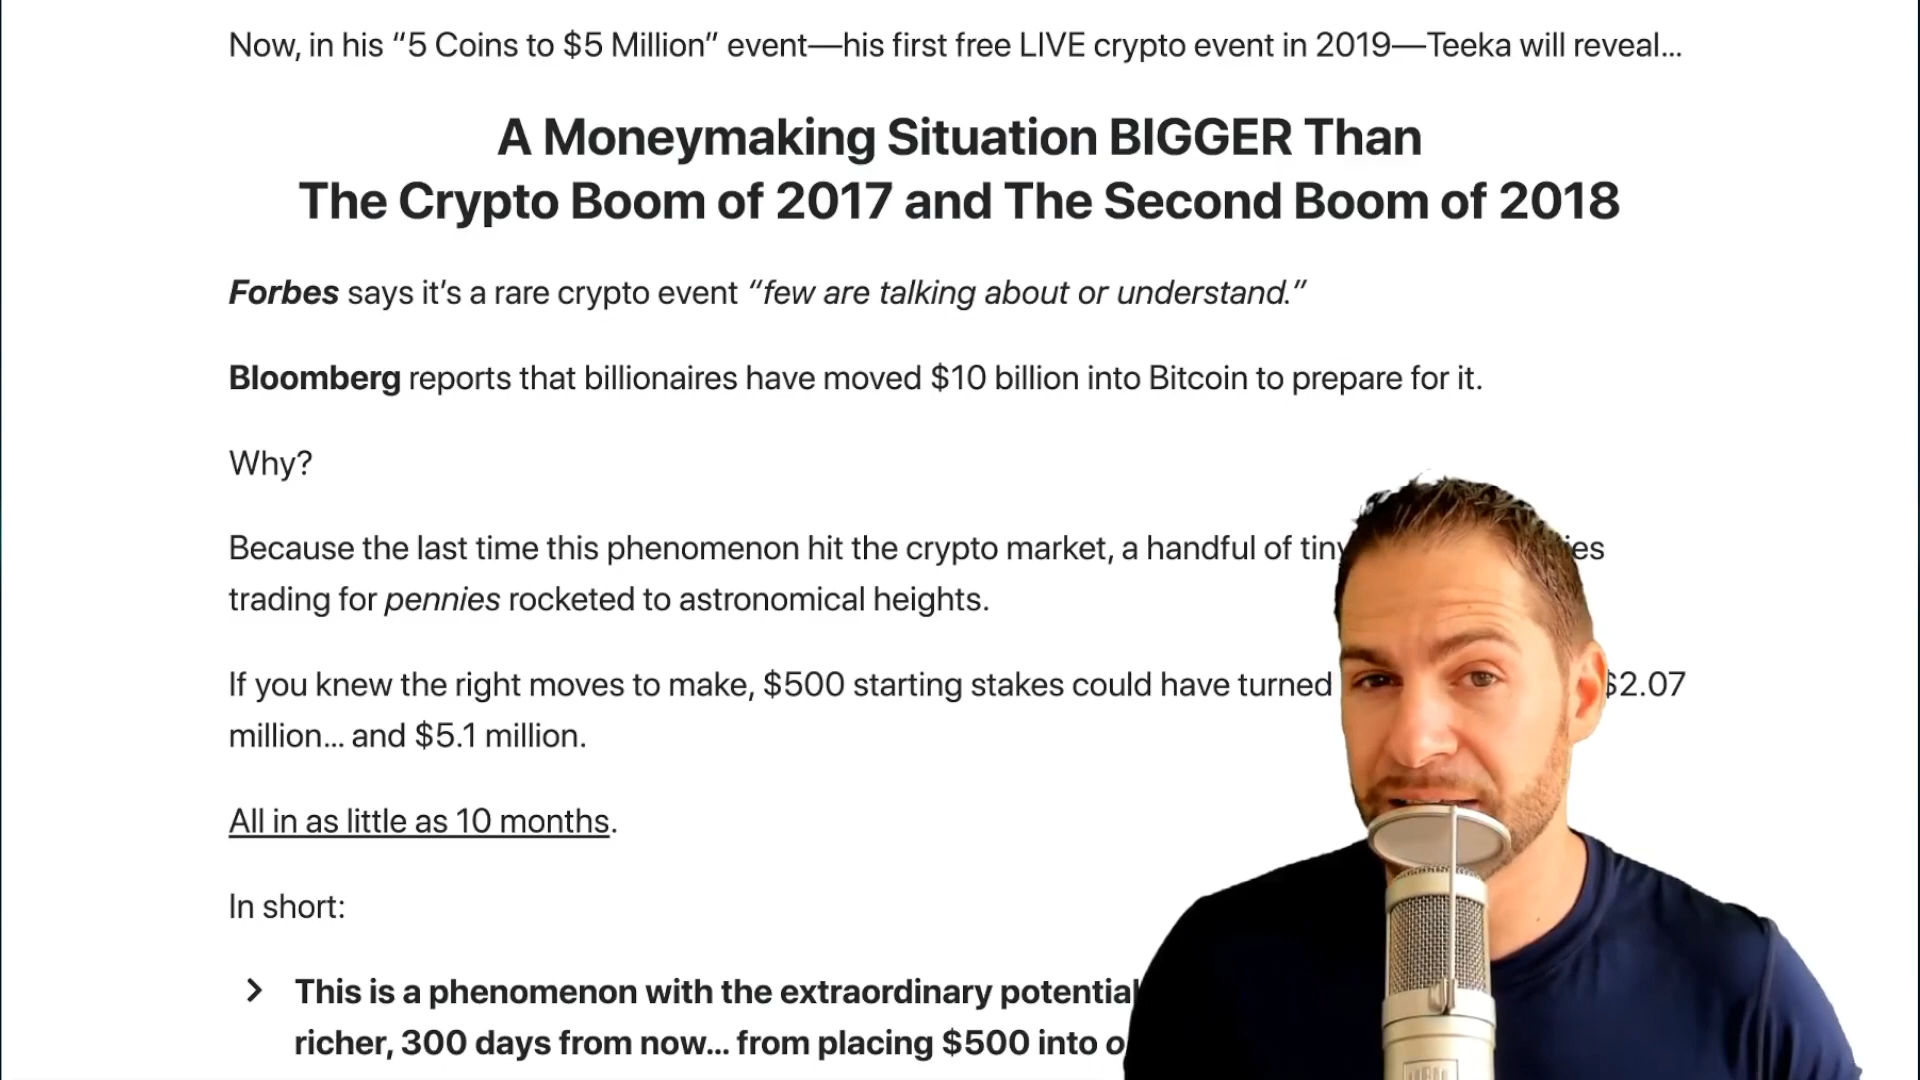 Now, in his “5 Coins to $5 Million” event—his first free LIVE crypto event in 2019—Teeka will reveal...
A Moneymaking Situation BIGGER Than
The Crypto Boom of 2017 and The Second Boom of 2018
Forbes says it’s a rare crypto event “few are talking about or understand.”
Bloomberg reports that billionaires have moved $10 billion into Bitcoin to prepare for it.
Why?
Because the last time this phenomenon hit the crypto market, a handful of tiny
trading for pennies rocketed to astronomical heights.
If you knew the right moves to make, $500 starting stakes could have turned $2.07
million... and $5.1 million.
All in as little as 10 months.
In short:
This is a phenomenon with the extraordinary potential
richer, 300 days from now... from placing $500 into